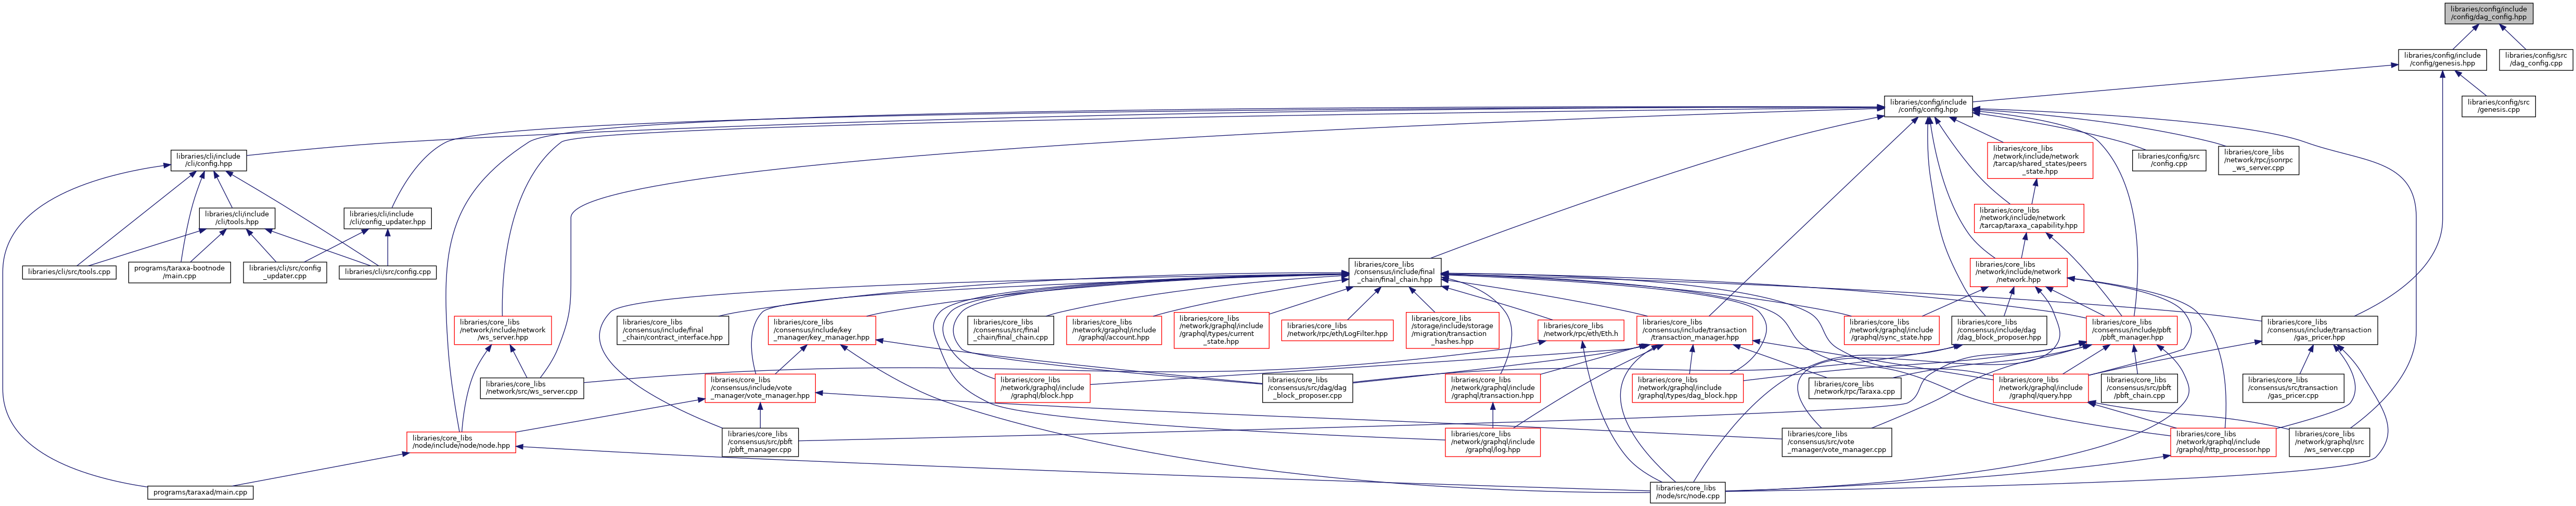 libraries/config/include
/config/dag_config.hpp
libraries/config/include
/config/genesis.hpp
libraries/config/src
/dag_config.cpp
libraries/config/include
/config/config.hpp
libraries/config/src
/genesis.cpp
libraries/cli/include
/cli/config.hpp
libraries/core_libs
/network/include/network
/tarcap/shared_states/peers
_state.hpp
libraries/config/src
/config.cpp
libraries/core_libs
/network/rpc/jsonrpc
_ws_server.cpp
libraries/cli/include
/cli/tools.hpp
libraries/cli/include
/cli/config_updater.hpp
libraries/core_libs
/network/include/network
/tarcap/taraxa_capability.hpp
libraries/cli/src/tools.cpp
programs/taraxa-bootnode
/main.cpp
libraries/cli/src/config
_updater.cpp
libraries/cli/src/config.cpp
libraries/core_libs
/consensus/include/final
_chain/final_chain.hpp
libraries/core_libs
/network/include/network
/network.hpp
libraries/core_libs
/network/include/network
/ws_server.hpp
libraries/core_libs
/consensus/include/final
_chain/contract_interface.hpp
libraries/core_libs
/consensus/include/key
_manager/key_manager.hpp
libraries/core_libs
/consensus/src/final
_chain/final_chain.cpp
libraries/core_libs
/network/graphql/include
/graphql/account.hpp
libraries/core_libs
/network/graphql/include
/graphql/types/current
_state.hpp
libraries/core_libs
/network/rpc/eth/LogFilter.hpp
libraries/core_libs
/storage/include/storage
/migration/transaction
_hashes.hpp
libraries/core_libs
/network/rpc/eth/Eth.h
libraries/core_libs
/consensus/include/transaction
/transaction_manager.hpp
libraries/core_libs
/network/graphql/include
/graphql/sync_state.hpp
libraries/core_libs
/consensus/include/dag
/dag_block_proposer.hpp
libraries/core_libs
/consensus/include/pbft
/pbft_manager.hpp
libraries/core_libs
/consensus/include/transaction
/gas_pricer.hpp
libraries/core_libs
/network/src/ws_server.cpp
libraries/core_libs
/consensus/include/vote
_manager/vote_manager.hpp
libraries/core_libs
/network/graphql/include
/graphql/block.hpp
libraries/core_libs
/consensus/src/dag/dag
_block_proposer.cpp
libraries/core_libs
/network/graphql/include
/graphql/transaction.hpp
libraries/core_libs
/network/graphql/include
/graphql/types/dag_block.hpp
libraries/core_libs
/network/rpc/Taraxa.cpp
libraries/core_libs
/network/graphql/include
/graphql/query.hpp
libraries/core_libs
/consensus/src/pbft
/pbft_chain.cpp
libraries/core_libs
/consensus/src/transaction
/gas_pricer.cpp
libraries/core_libs
/node/include/node/node.hpp
libraries/core_libs
/consensus/src/pbft
/pbft_manager.cpp
libraries/core_libs
/network/graphql/include
/graphql/log.hpp
libraries/core_libs
/consensus/src/vote
_manager/vote_manager.cpp
libraries/core_libs
/network/graphql/include
/graphql/http_processor.hpp
libraries/core_libs
/network/graphql/src
/ws_server.cpp
programs/taraxad/main.cpp
libraries/core_libs
/node/src/node.cpp